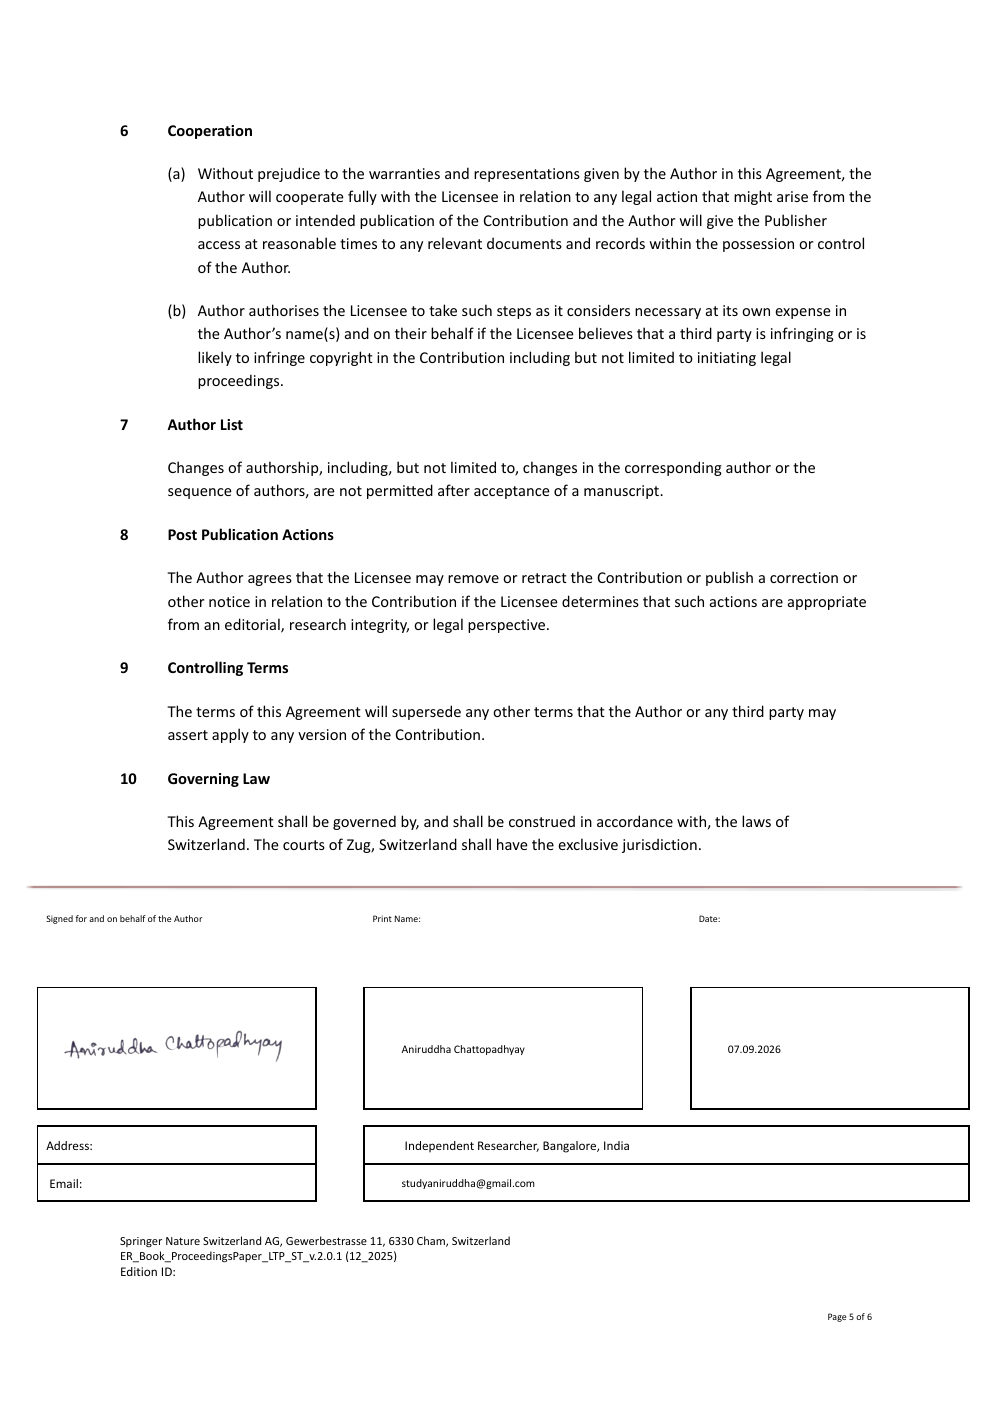 6 Cooperation
(a) Without prejudice to the warranties and representations given by the Author in this Agreement, the
Author will cooperate fully with the Licensee in relation to any legal action that might arise from the
publication or intended publication of the Contribution and the Author will give the Publisher
access at reasonable times to any relevant documents and records within the possession or control
of the Author.
(b) Author authorises the Licensee to take such steps as it considers necessary at its own expense in
the Author’s name(s) and on their behalf if the Licensee believes that a third party is infringing or is
likely to infringe copyright in the Contribution including but not limited to initiating legal
proceedings.
7 Author List
Changes of authorship, including, but not limited to, changes in the corresponding author or the
sequence of authors, are not permitted after acceptance of a manuscript.
8 Post Publication Actions
The Author agrees that the Licensee may remove or retract the Contribution or publish a correction or
other notice in relation to the Contribution if the Licensee determines that such actions are appropriate
from an editorial, research integrity, or legal perspective.
9 Controlling Terms
The terms of this Agreement will supersede any other terms that the Author or any third party may
assert apply to any version of the Contribution.
10 Governing Law
This Agreement shall be governed by, and shall be construed in accordance with, the laws of
Switzerland. The courts of Zug, Switzerland shall have the exclusive jurisdiction.
Signed for and on behalf of the Author Print Name: Date:
Aniruddha Chattopadhyay Aniruddha Chattopadhyay 07.09.2026
Address: Independent Researcher, Bangalore, India
Email: studyaniruddha@gmail.com
Springer Nature Switzerland AG, Gewerbestrasse 11, 6330 Cham, Switzerland
ER_Book_ProceedingsPaper_LTP_ST_v.2.0.1 (12_2025)
Edition ID:
Page 5 of 6